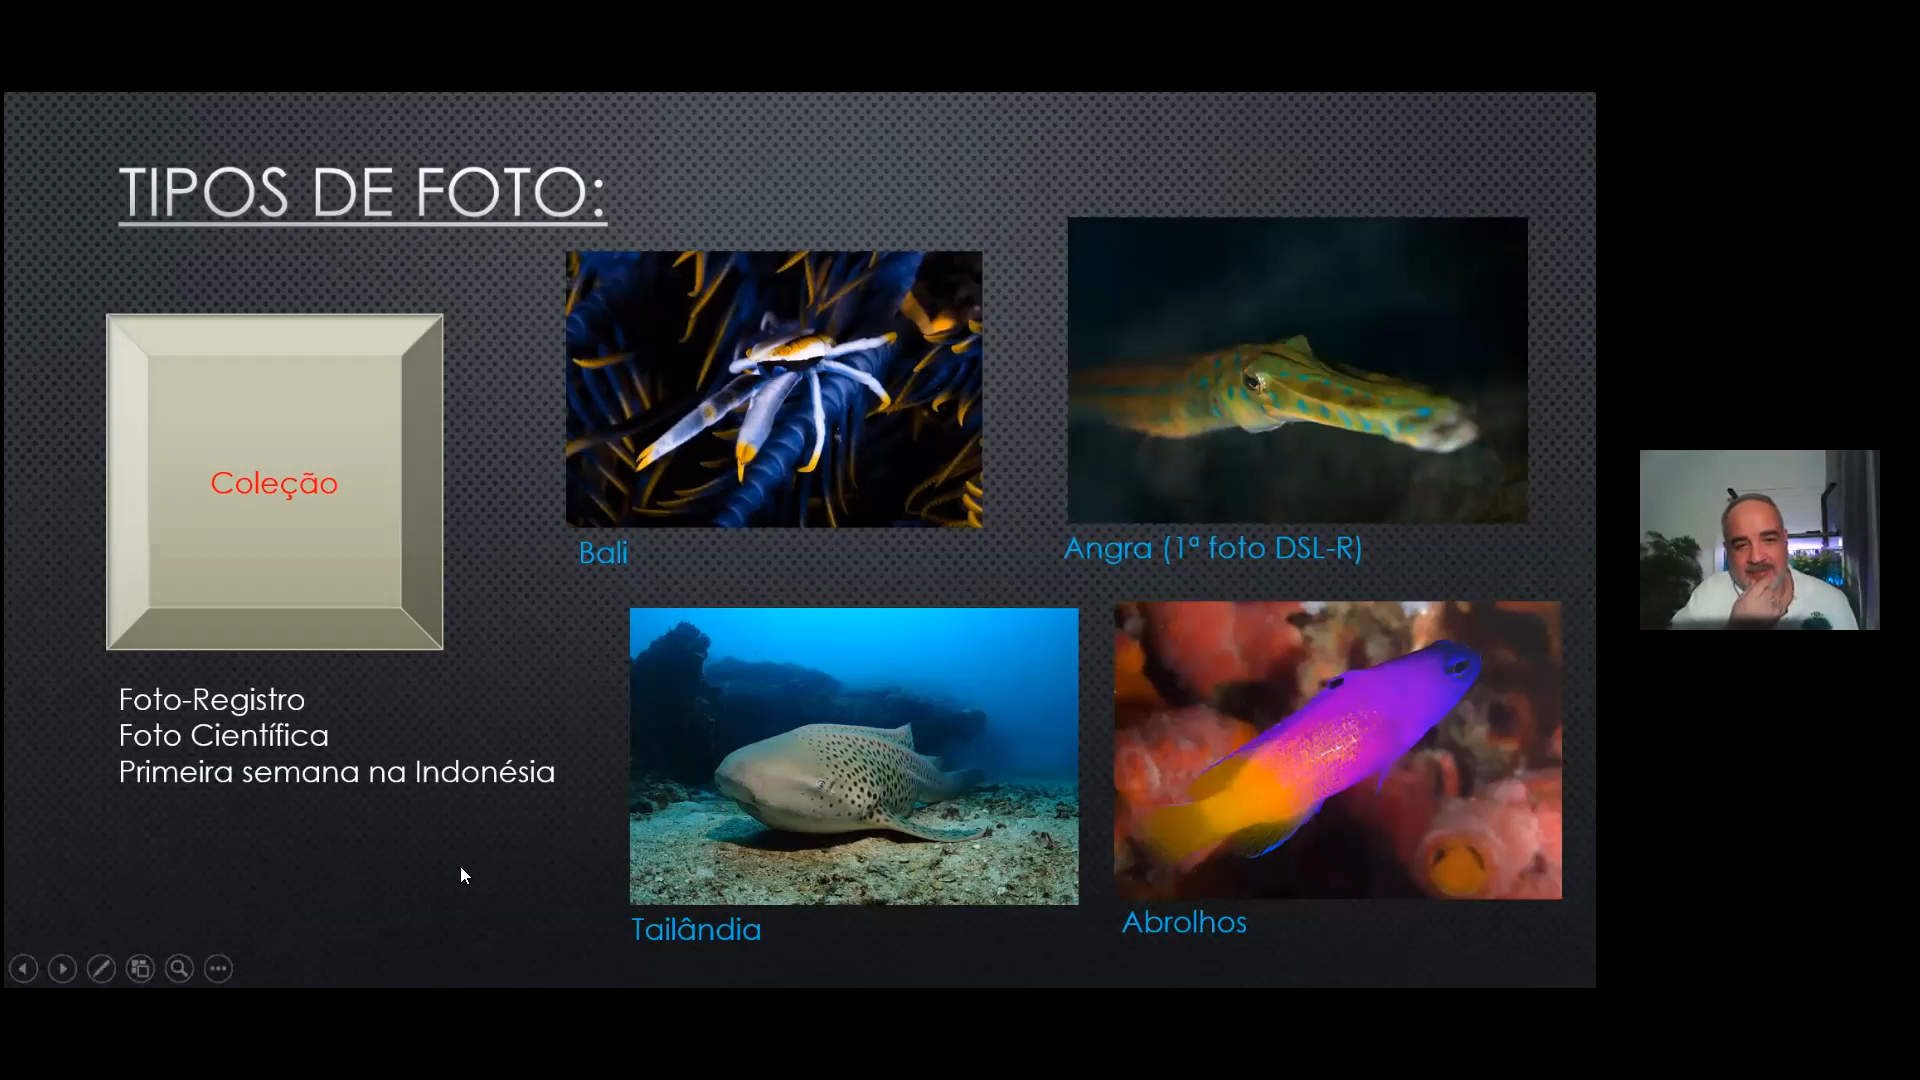 TIPOS DE FOTO:
Coleção
Foto-Registro
Foto Científica
Primeira semana na Indonésia
Bali
Angra (1ª foto DSL-R)
Tailândia
Abrolhos